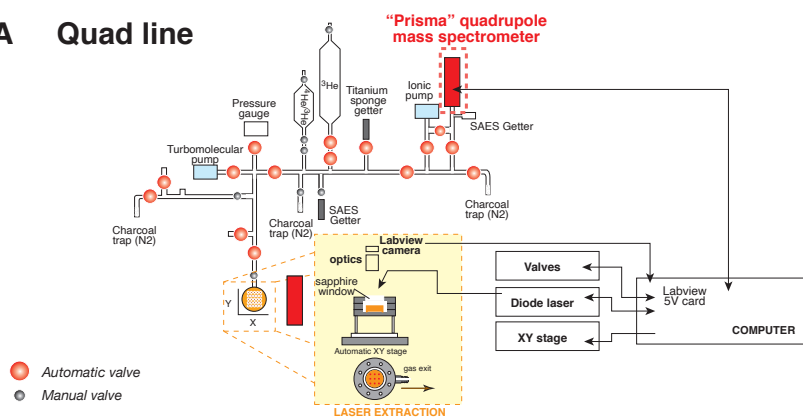 A Quad line
"Prisma" quadrupole
mass spectrometer
Pressure
gauge
4He/3He
3He
Titanium
sponge
getter
Ionic
pump
SAES Getter
Turbomolecular
pump
Charcoal
trap (N2)
Charcoal
trap (N2)
SAES
Getter
Charcoal
trap (N2)
Labview
camera
optics
sapphire
window
Automatic XY stage
gas exit
LASER EXTRACTION
Y
X
Valves
Diode laser
XY stage
Labview
5V card
COMPUTER
Automatic valve
Manual valve